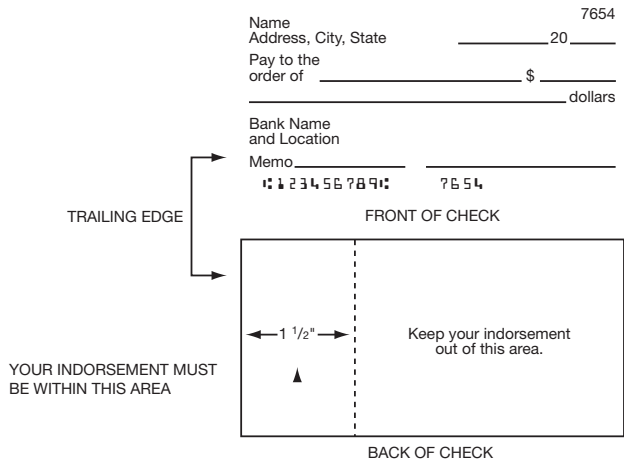 7654
Name
Address, City, State 20
Pay to the
order of $
dollars
Bank Name
and Location
Memo
⑆123456789⑆ 7654
TRAILING EDGE
FRONT OF CHECK
1 1/2"
Keep your indorsement
out of this area.
YOUR INDORSEMENT MUST
BE WITHIN THIS AREA
BACK OF CHECK